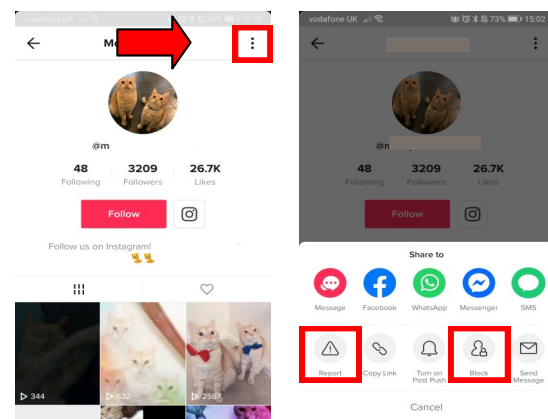 vodafone UK 74% 15:02
@m
48 3209 26.7K
Following Followers Likes
Follow
Follow us on Instagram!
344 632 2567
vodafone UK 73% 15:02
48 3209 26.7K
Following Followers Likes
Follow
Share to
Message Facebook WhatsApp Messenger SMS
Report Copy Link Turn on Post Push Block Send Message
Cancel